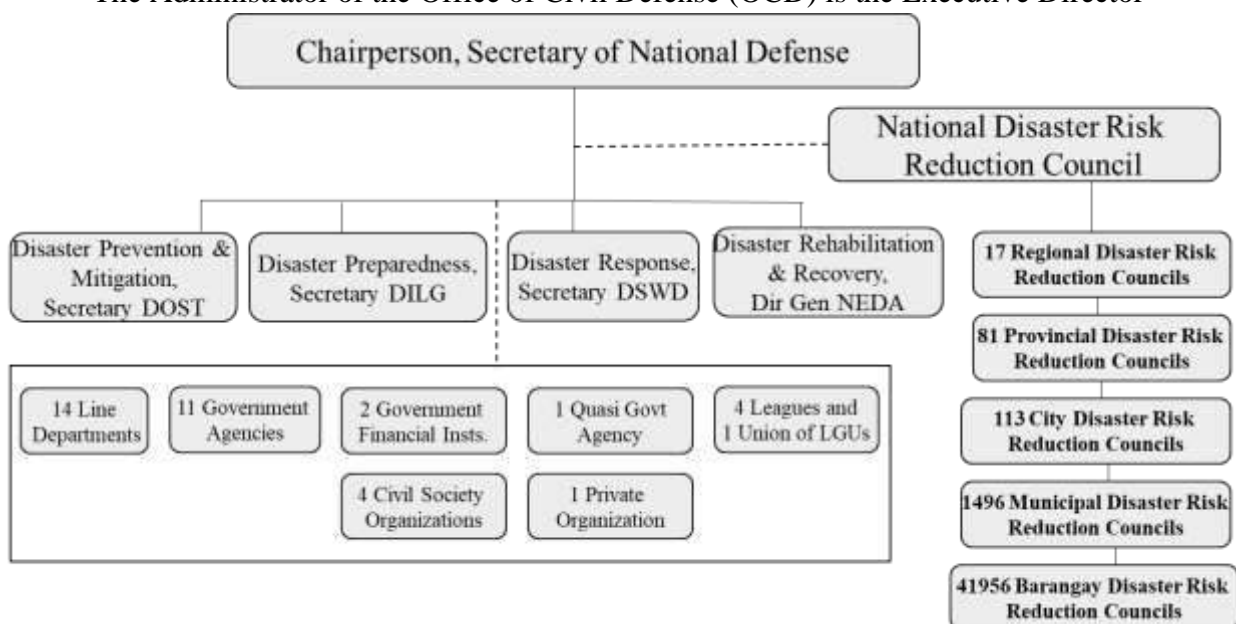 The Administrator of the Office of Civil Defense (OCD) is the Executive Director
Chairperson, Secretary of National Defense
National Disaster Risk
Reduction Council
Disaster Prevention &
Mitigation,
Secretary DOST
Disaster Preparedness,
Secretary DILG
Disaster Response,
Secretary DSWD
Disaster Rehabilitation
& Recovery,
Dir Gen NEDA
17 Regional Disaster Risk
Reduction Councils
81 Provincial Disaster Risk
Reduction Councils
113 City Disaster Risk
Reduction Councils
1496 Municipal Disaster Risk
Reduction Councils
41956 Barangay Disaster Risk
Reduction Councils
14 Line
Departments
11 Government
Agencies
2 Government
Financial Insts.
1 Quasi Govt
Agency
4 Leagues and
1 Union of LGUs
4 Civil Society
Organizations
1 Private
Organization